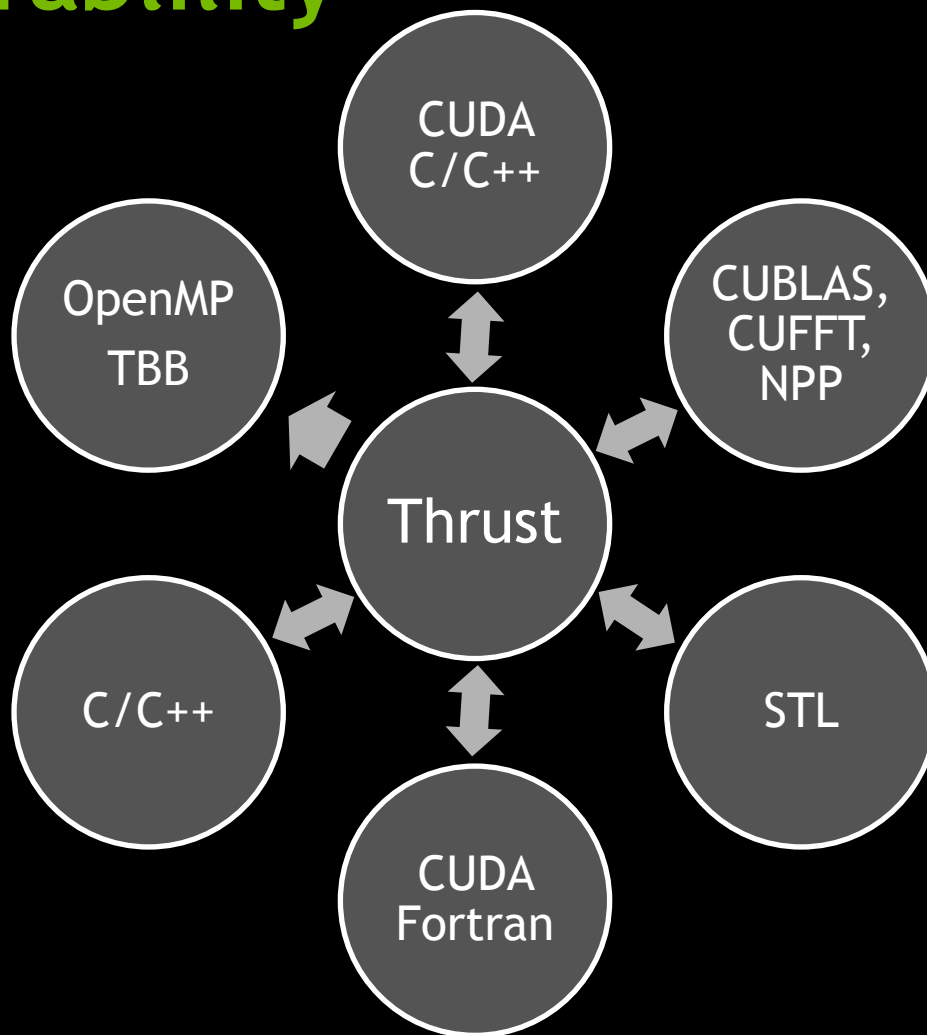 rability
CUDA
C/C++
OpenMP
TBB
CUBLAS,
CUFFT,
NPP
Thrust
C/C++
STL
CUDA
Fortran